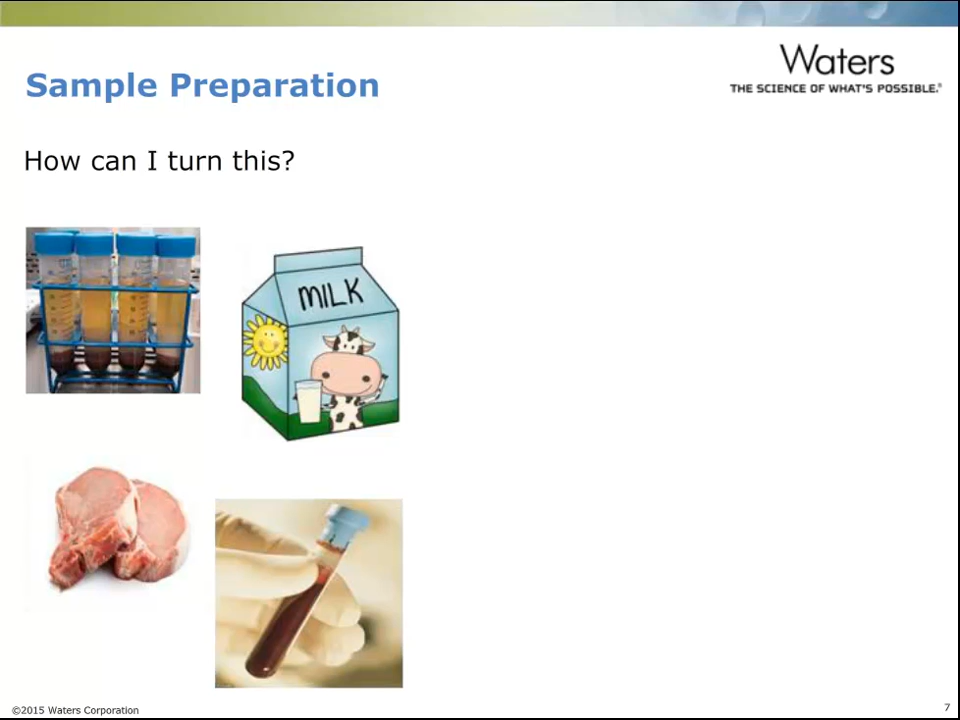 Waters
THE SCIENCE OF WHAT'S POSSIBLE.®
Sample Preparation
How can I turn this?
MILK
©2015 Waters Corporation
7